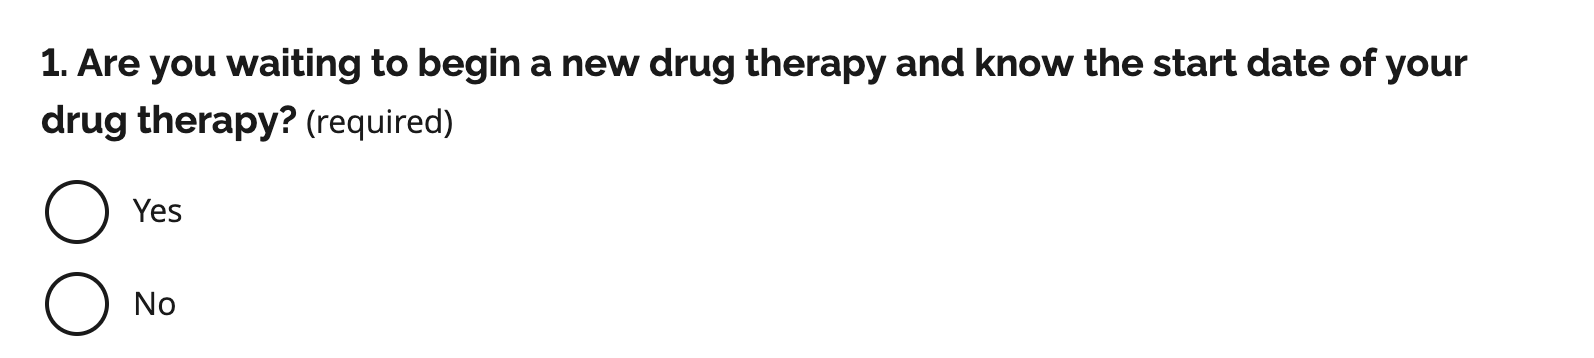 1. Are you waiting to begin a new drug therapy and know the start date of your
drug therapy? (required)
Yes
No